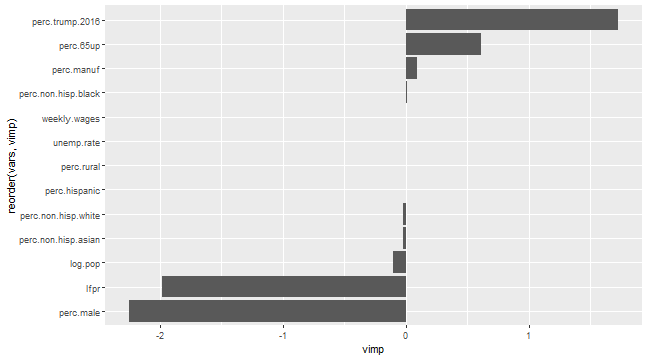 perc.trump.2016
perc.65up
perc.manuf
perc.non.hisp.black
weekly.wages
unemp.rate
perc.rural
perc.hispanic
perc.non.hisp.white
perc.non.hisp.asian
log.pop
lfpr
perc.male
reorder(vars, vimp)
-2 -1 0 1
vimp